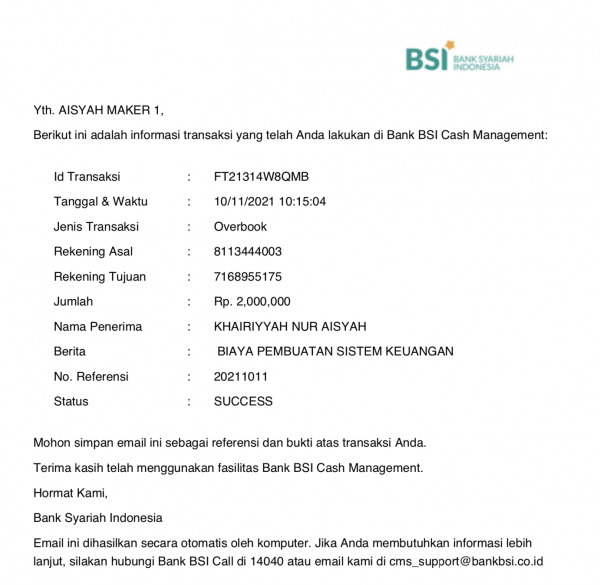 BSI BANK SYARIAH
INDONESIA
Yth. AISYAH MAKER 1,
Berikut ini adalah informasi transaksi yang telah Anda lakukan di Bank BSI Cash Management:
Id Transaksi : FT21314W8QMB
Tanggal & Waktu : 10/11/2021 10:15:04
Jenis Transaksi : Overbook
Rekening Asal : 8113444003
Rekening Tujuan : 7168955175
Jumlah : Rp. 2,000,000
Nama Penerima : KHAIRIYYAH NUR AISYAH
Berita : BIAYA PEMBUATAN SISTEM KEUANGAN
No. Referensi : 20211011
Status : SUCCESS
Mohon simpan email ini sebagai referensi dan bukti atas transaksi Anda.
Terima kasih telah menggunakan fasilitas Bank BSI Cash Management.
Hormat Kami,
Bank Syariah Indonesia
Email ini dihasilkan secara otomatis oleh komputer. Jika Anda membutuhkan informasi lebih
lanjut, silakan hubungi Bank BSI Call di 14040 atau email kami di cms_support@bankbsi.co.id